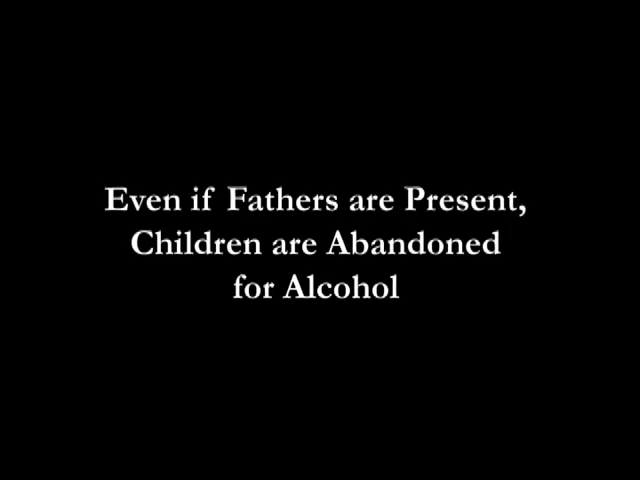 Even if Fathers are Present,
Children are Abandoned
for Alcohol